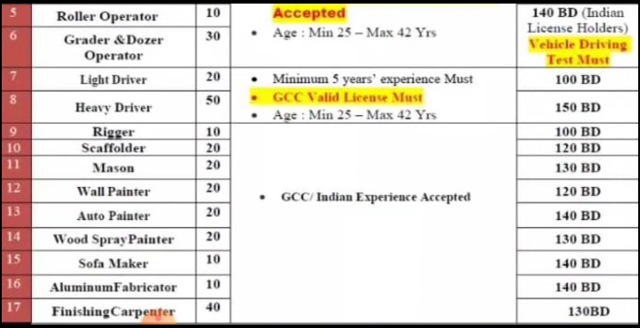 5 Roller Operator 10 Accepted 140 BD (Indian
License Holders)
6 Grader &Dozer 30 • Age : Min 25 – Max 42 Yrs Vehicle Driving
Operator Test Must
7 Light Driver 20 • Minimum 5 years' experience Must 100 BD
8 Heavy Driver 50 • GCC Valid License Must 150 BD
• Age : Min 25 – Max 42 Yrs
9 Rigger 10 100 BD
10 Scaffolder 20 120 BD
11 Mason 20 130 BD
12 Wall Painter 20 • GCC/ Indian Experience Accepted 120 BD
13 Auto Painter 20 140 BD
14 Wood SprayPainter 20 130 BD
15 Sofa Maker 10 140 BD
16 AluminumFabricator 10 140 BD
17 FinishingCarpenter 40 130BD